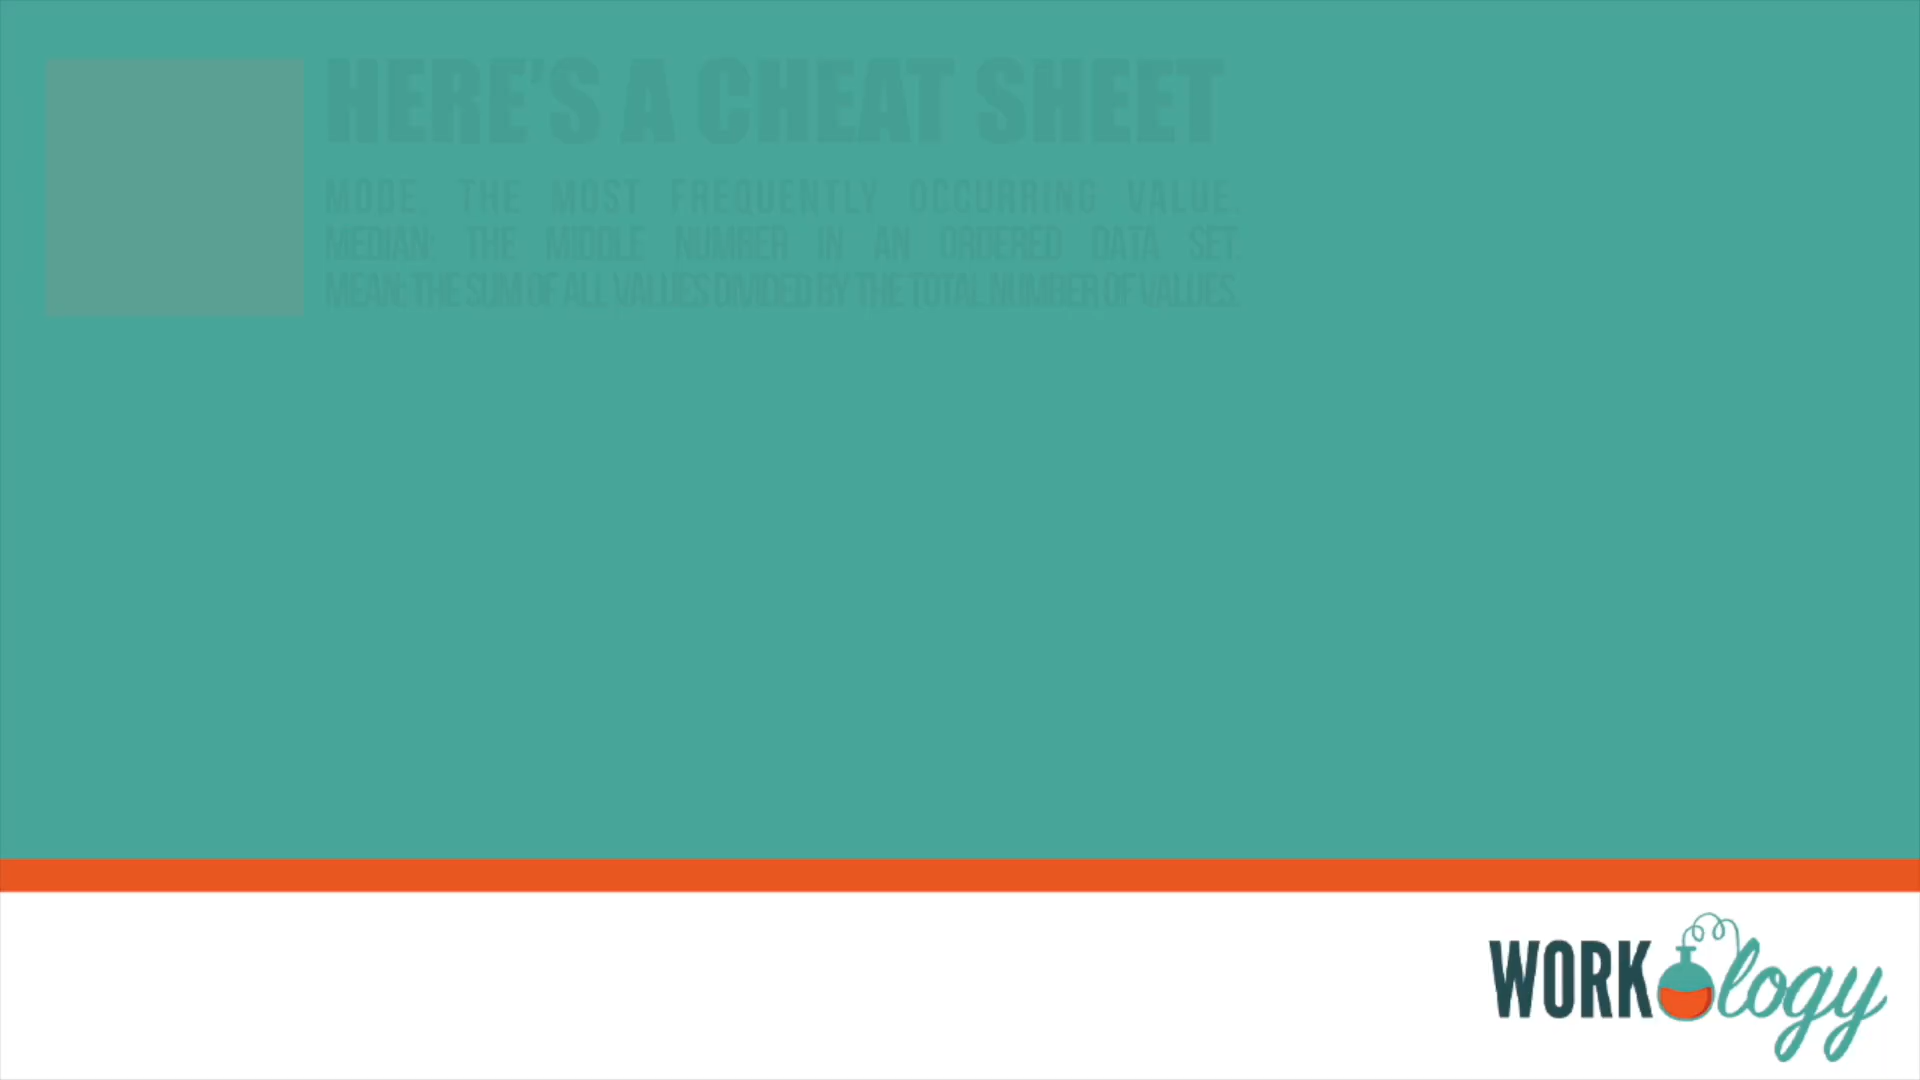 HERE'S A CHEAT SHEET
MODE: THE MOST FREQUENTLY OCCURRING VALUE.
MEDIAN: THE MIDDLE NUMBER IN AN ORDERED DATA SET.
MEAN: THE SUM OF ALL VALUES DIVIDED BY THE TOTAL NUMBER OF VALUES.
WORKology